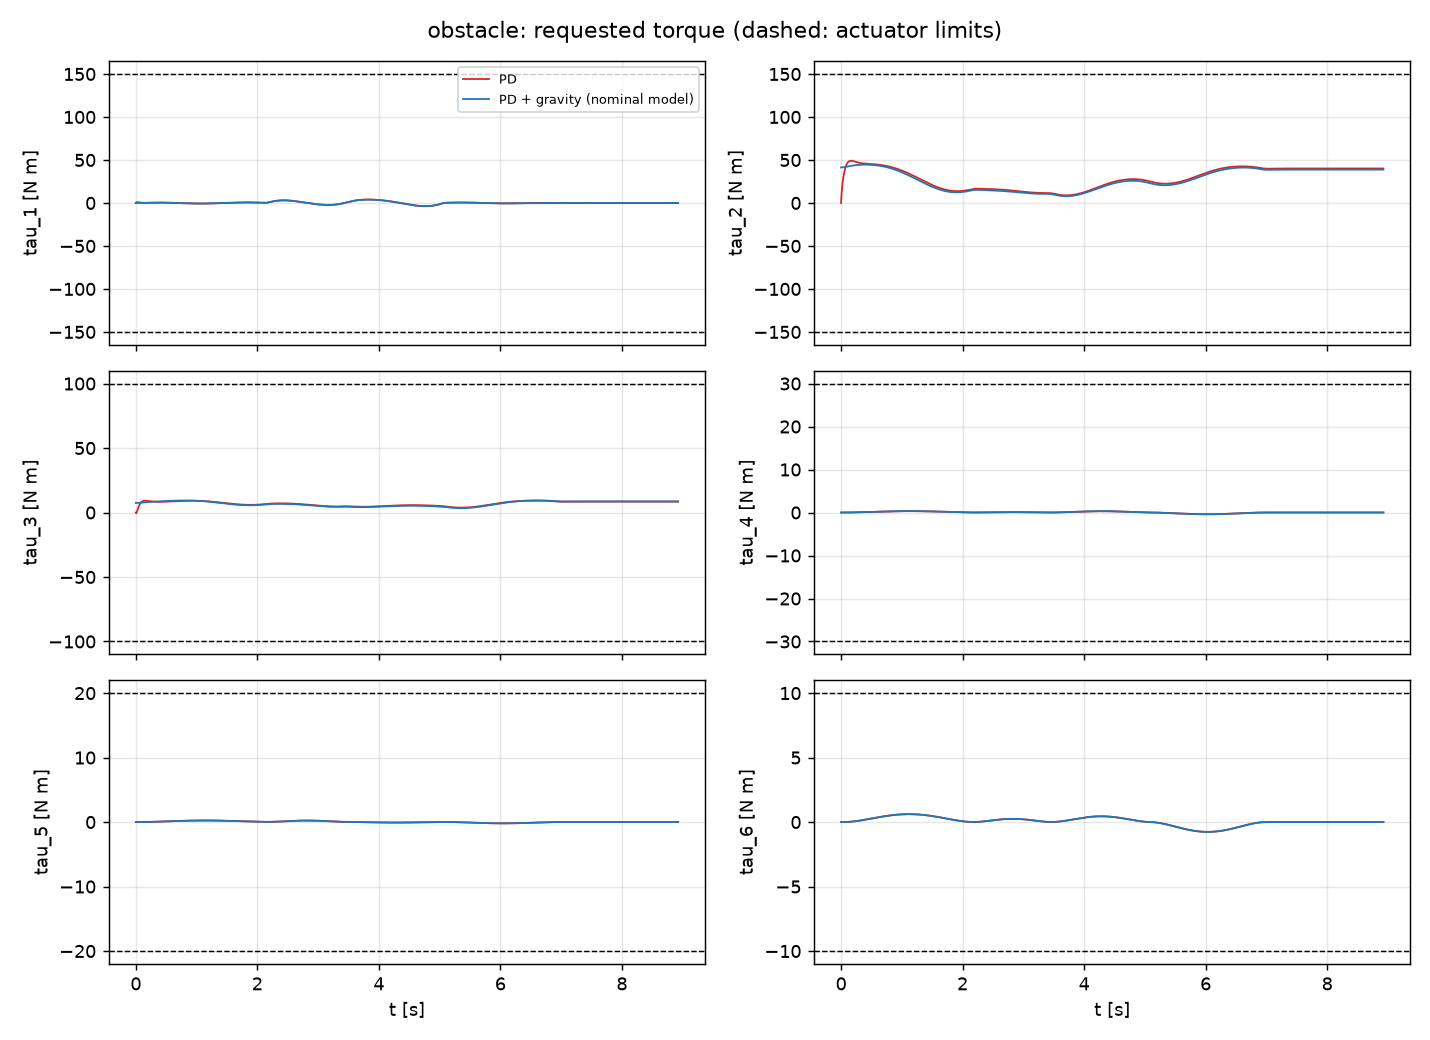 obstacle: requested torque (dashed: actuator limits)
PD
PD + gravity (nominal model)
150
100
50
0
−50
−100
−150
tau_1 [N m]
150
100
50
0
−50
−100
−150
tau_2 [N m]
100
50
0
−50
−100
tau_3 [N m]
30
20
10
0
−10
−20
−30
tau_4 [N m]
20
10
0
−10
−20
tau_5 [N m]
0 2 4 6 8
t [s]
10
5
0
−5
−10
tau_6 [N m]
0 2 4 6 8
t [s]